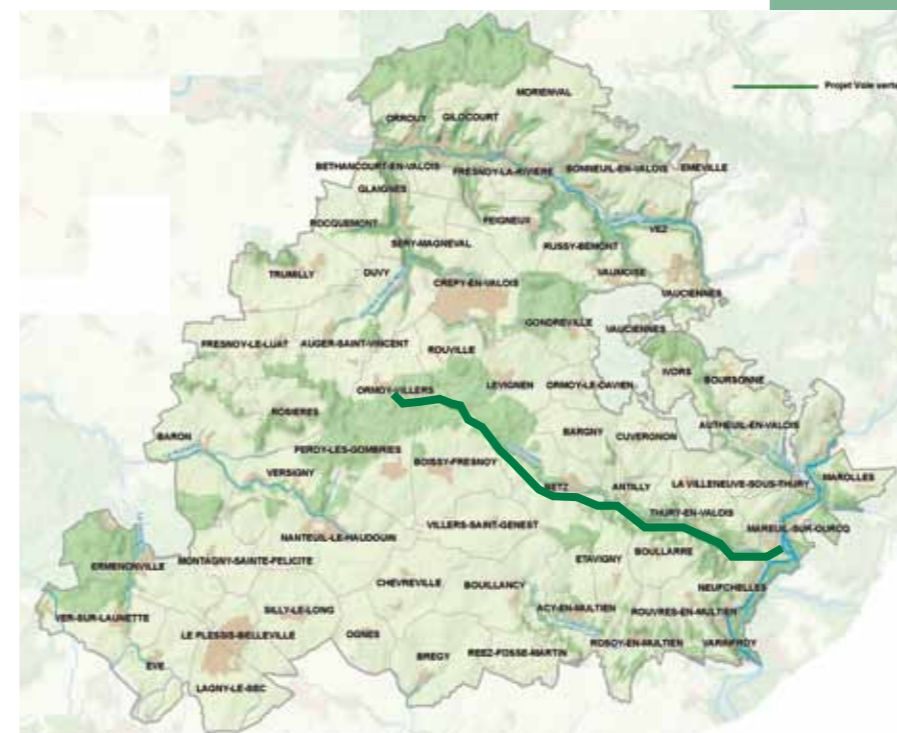 MORIENVAL
Projet Voie verte
ORROUY
GILOCOURT
BETHANCOURT-EN-VALOIS
FRESNOY-LA-RIVIERE
BONNEUIL-EN-VALOIS
EMEVILLE
GLAIGNES
ROCQUEMONT
FEIGNEUX
VEZ
SERY-MAGNEVAL
RUSSY-BEMONT
TRUMILLY
DUVY
VAUMOISE
CREPY-EN-VALOIS
VAUCIENNES
GONDREVILLE
VAUCIENNES
FRESNOY-LE-LUAT
AUGER-SAINT-VINCENT
ROUVILLE
IVORS
BOURSONNE
ORMOY-VILLERS
LEVIGNEN
ORMOY-LE-DAVIEN
ROSIERES
AUTHEUIL-EN-VALOIS
BARON
BARGNY
CUVERGNON
PEROY-LES-GOMBRIES
BOISSY-FRESNOY
VERSIGNY
BETZ
ANTILLY
LA VILLENEUVE-SOUS-THURY
MAROLLES
THURY-EN-VALOIS
VILLERS-SAINT-GENEST
MAREUIL-SUR-OURCQ
NANTEUIL-LE-HAUDOUIN
ETAVIGNY
BOULLARRE
MONTAGNY-SAINTE-FELICITE
ERMENONVILLE
CHEVREVILLE
BOUILLANCY
NEUFCHELLES
VER-SUR-LAUNETTE
SILLY-LE-LONG
ACY-EN-MULTIEN
ROUVRES-EN-MULTIEN
LE PLESSIS-BELLEVILLE
OGNES
ROSOY-EN-MULTIEN
VARINFROY
EVE
BREGY
REEZ-FOSSE-MARTIN
LAGNY-LE-SEC